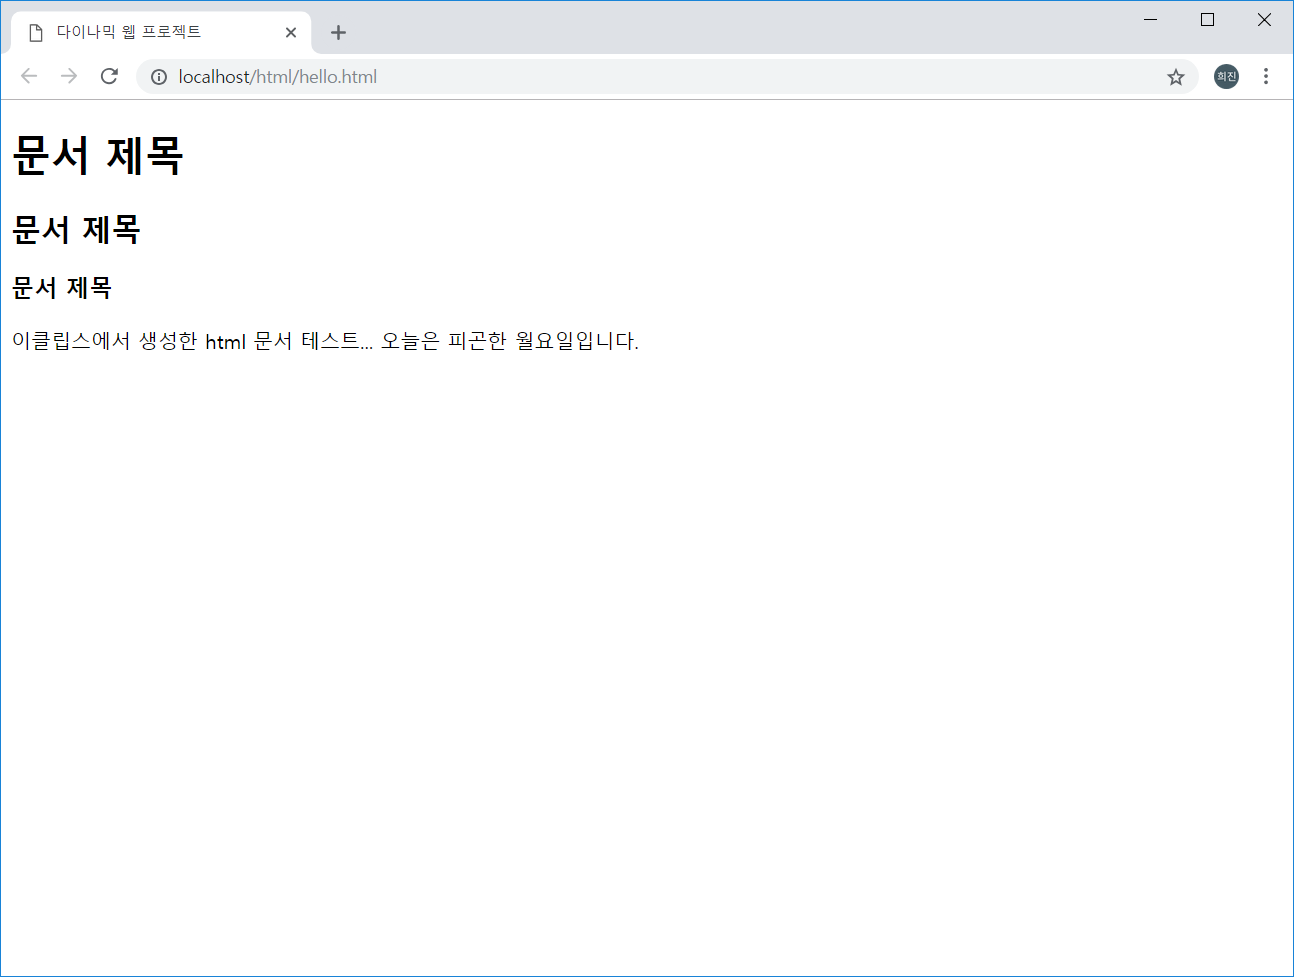 다이나믹 웹 프로젝트
localhost/html/hello.html
희진
문서 제목
문서 제목
문서 제목
이클립스에서 생성한 html 문서 테스트... 오늘은 피곤한 월요일입니다.